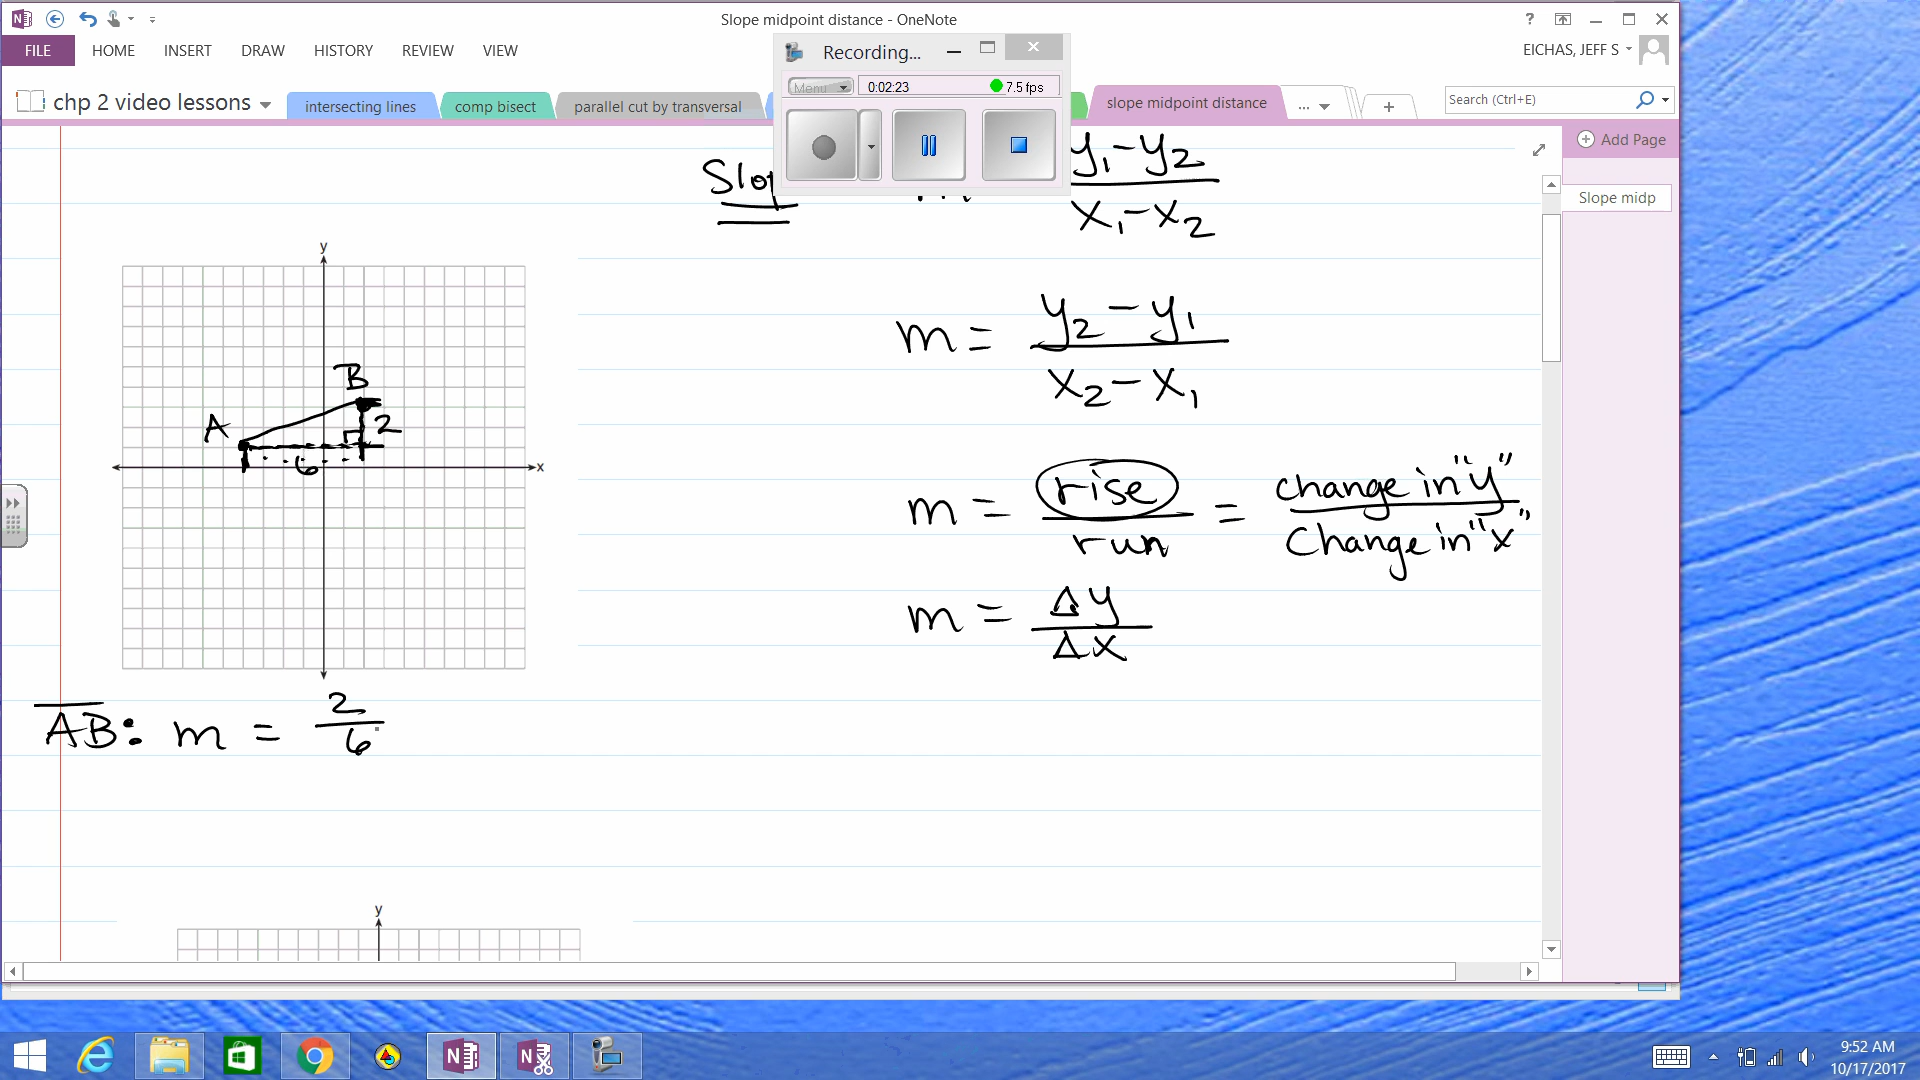 Slope midpoint distance - OneNote
?
FILE HOME INSERT DRAW HISTORY REVIEW VIEW
EICHAS, JEFF S
Recording...
Menu 0:02:23 7.5 fps
chp 2 video lessons
intersecting lines
comp bisect
parallel cut by transversal
slope midpoint distance
...
Search (Ctrl+E)
Add Page
Slope midp
y₁-y₂
x₁-x₂
y
x
A
B
2
6
m = y₂-y₁
x₂-x₁
m = rise = change in "y"
run Change in "x"
m = Δy
Δx
AB: m = 2
6
y
9:52 AM
10/17/2017